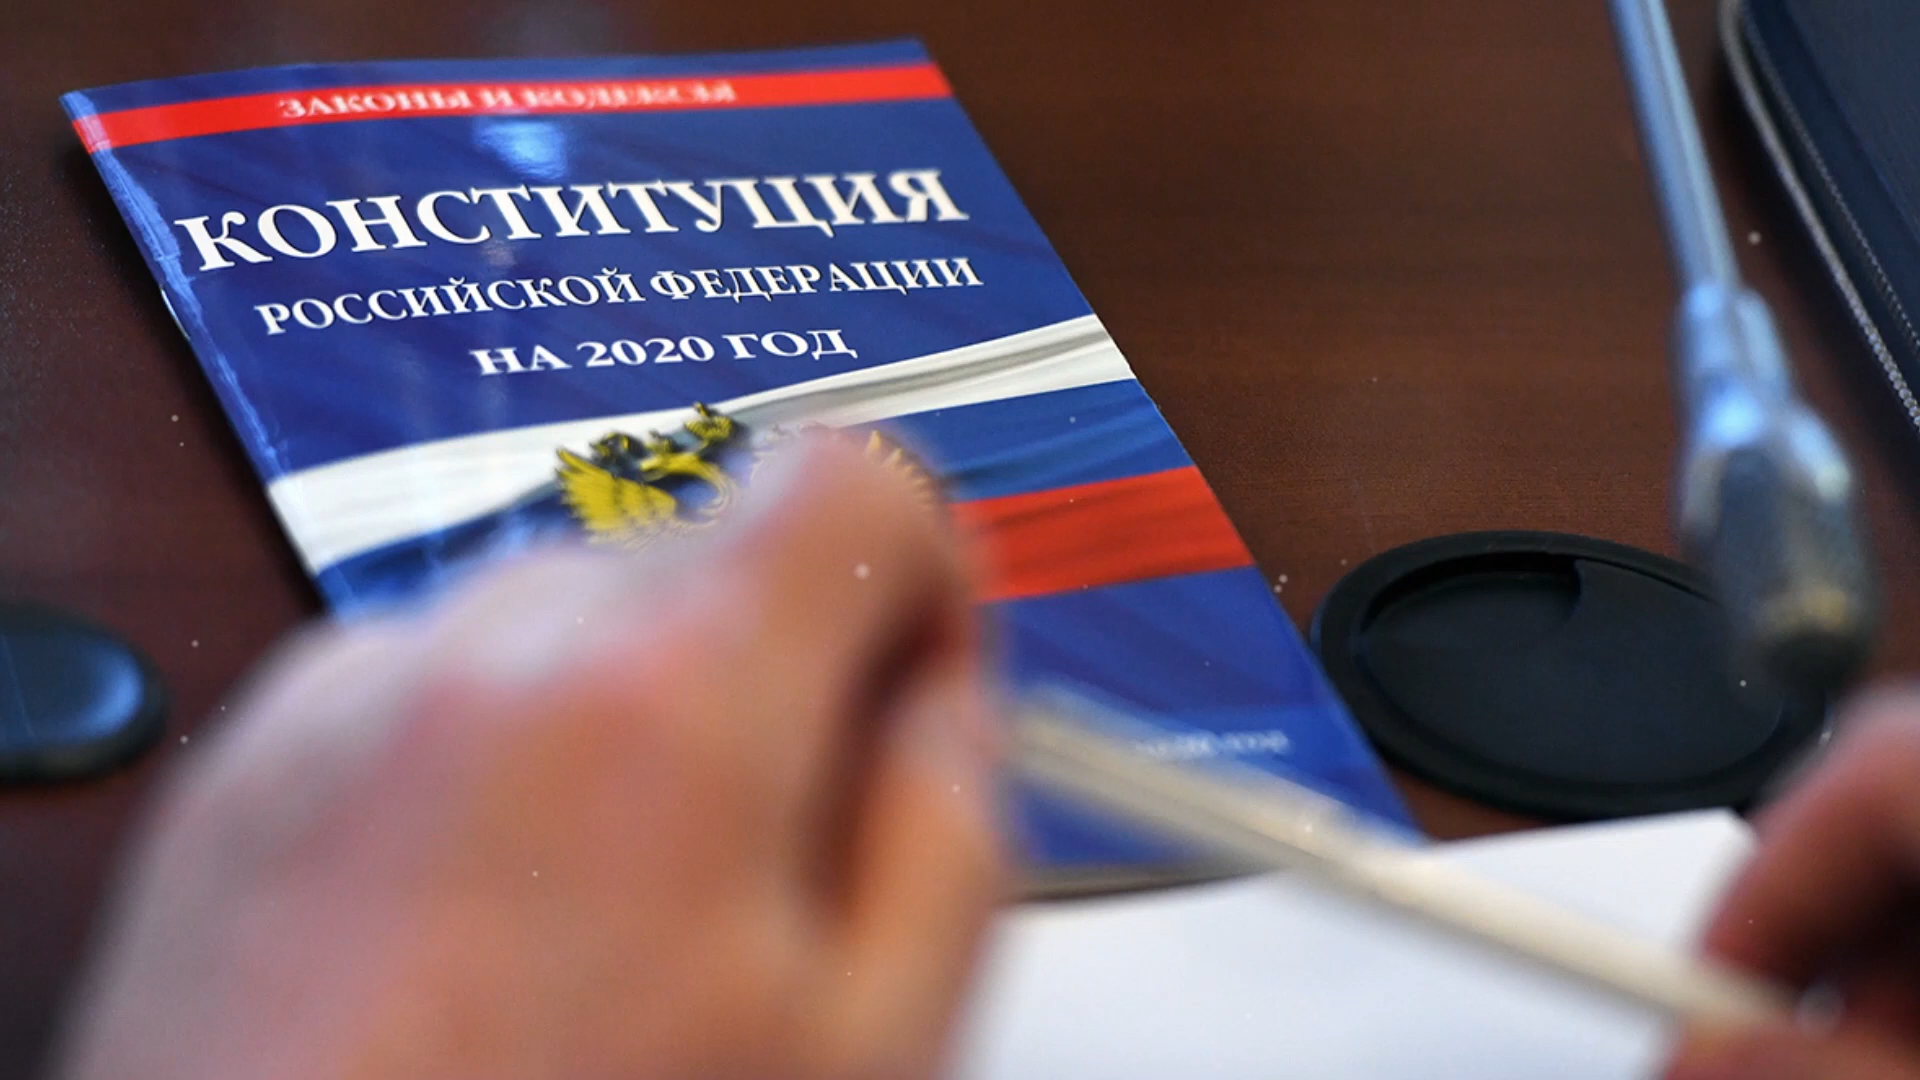 ЗАКОНЫ И КОДЕКСЫ
КОНСТИТУЦИЯ
РОССИЙСКОЙ ФЕДЕРАЦИИ
НА 2020 ГОД